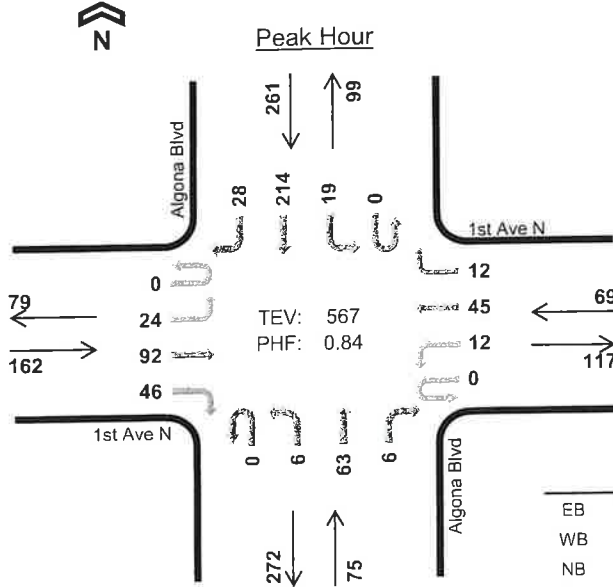 N
Peak Hour
Algona Blvd
261
99
28
214
19
0
1st Ave N
0
12
79
69
24
45
TEV: 567
PHF: 0.84
92
12
162
117
46
0
1st Ave N
0
6
63
6
Algona Blvd
272
75
EB
WB
NB